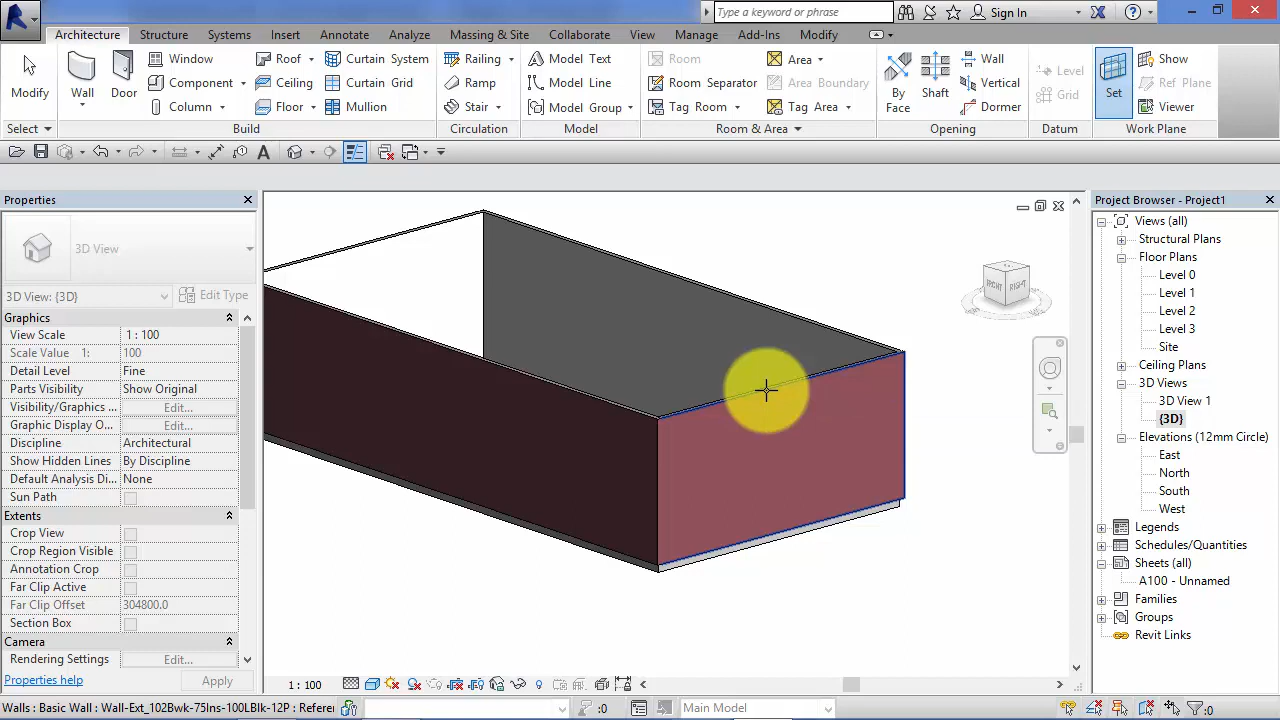 Type a keyword or phrase
Sign In
Architecture Structure Systems Insert Annotate Analyze Massing & Site Collaborate View Manage Add-Ins Modify
Modify
Wall
Door
Window
Component
Column
Roof
Ceiling
Floor
Curtain System
Curtain Grid
Mullion
Railing
Ramp
Stair
Model Text
Model Line
Model Group
Room
Room Separator
Tag Room
Area
Area Boundary
Tag Area
By Face
Shaft
Wall
Vertical
Dormer
Level
Grid
Set
Show
Ref Plane
Viewer
Select Build Circulation Model Room & Area Opening Datum Work Plane
Properties
3D View
3D View: {3D} Edit Type
Graphics
View Scale 1 : 100
Scale Value 1: 100
Detail Level Fine
Parts Visibility Show Original
Visibility/Graphics ... Edit...
Graphic Display O... Edit...
Discipline Architectural
Show Hidden Lines By Discipline
Default Analysis Di... None
Sun Path
Extents
Crop View
Crop Region Visible
Annotation Crop
Far Clip Active
Far Clip Offset 304800.0
Section Box
Camera
Rendering Settings Edit...
Properties help Apply
FRONT RIGHT
1 : 100
Project Browser - Project1
Views (all)
Structural Plans
Floor Plans
Level 0
Level 1
Level 2
Level 3
Site
Ceiling Plans
3D Views
3D View 1
{3D}
Elevations (12mm Circle)
East
North
South
West
Legends
Schedules/Quantities
Sheets (all)
A100 - Unnamed
Families
Groups
Revit Links
Walls : Basic Wall : Wall-Ext_102Bwk-75Ins-100LBlk-12P : Referer :0 Main Model :0